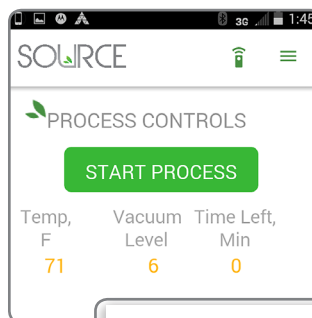 3G 1:45
SOURCE
PROCESS CONTROLS
START PROCESS
Temp, Vacuum Time Left,
F Level Min
71 6 0